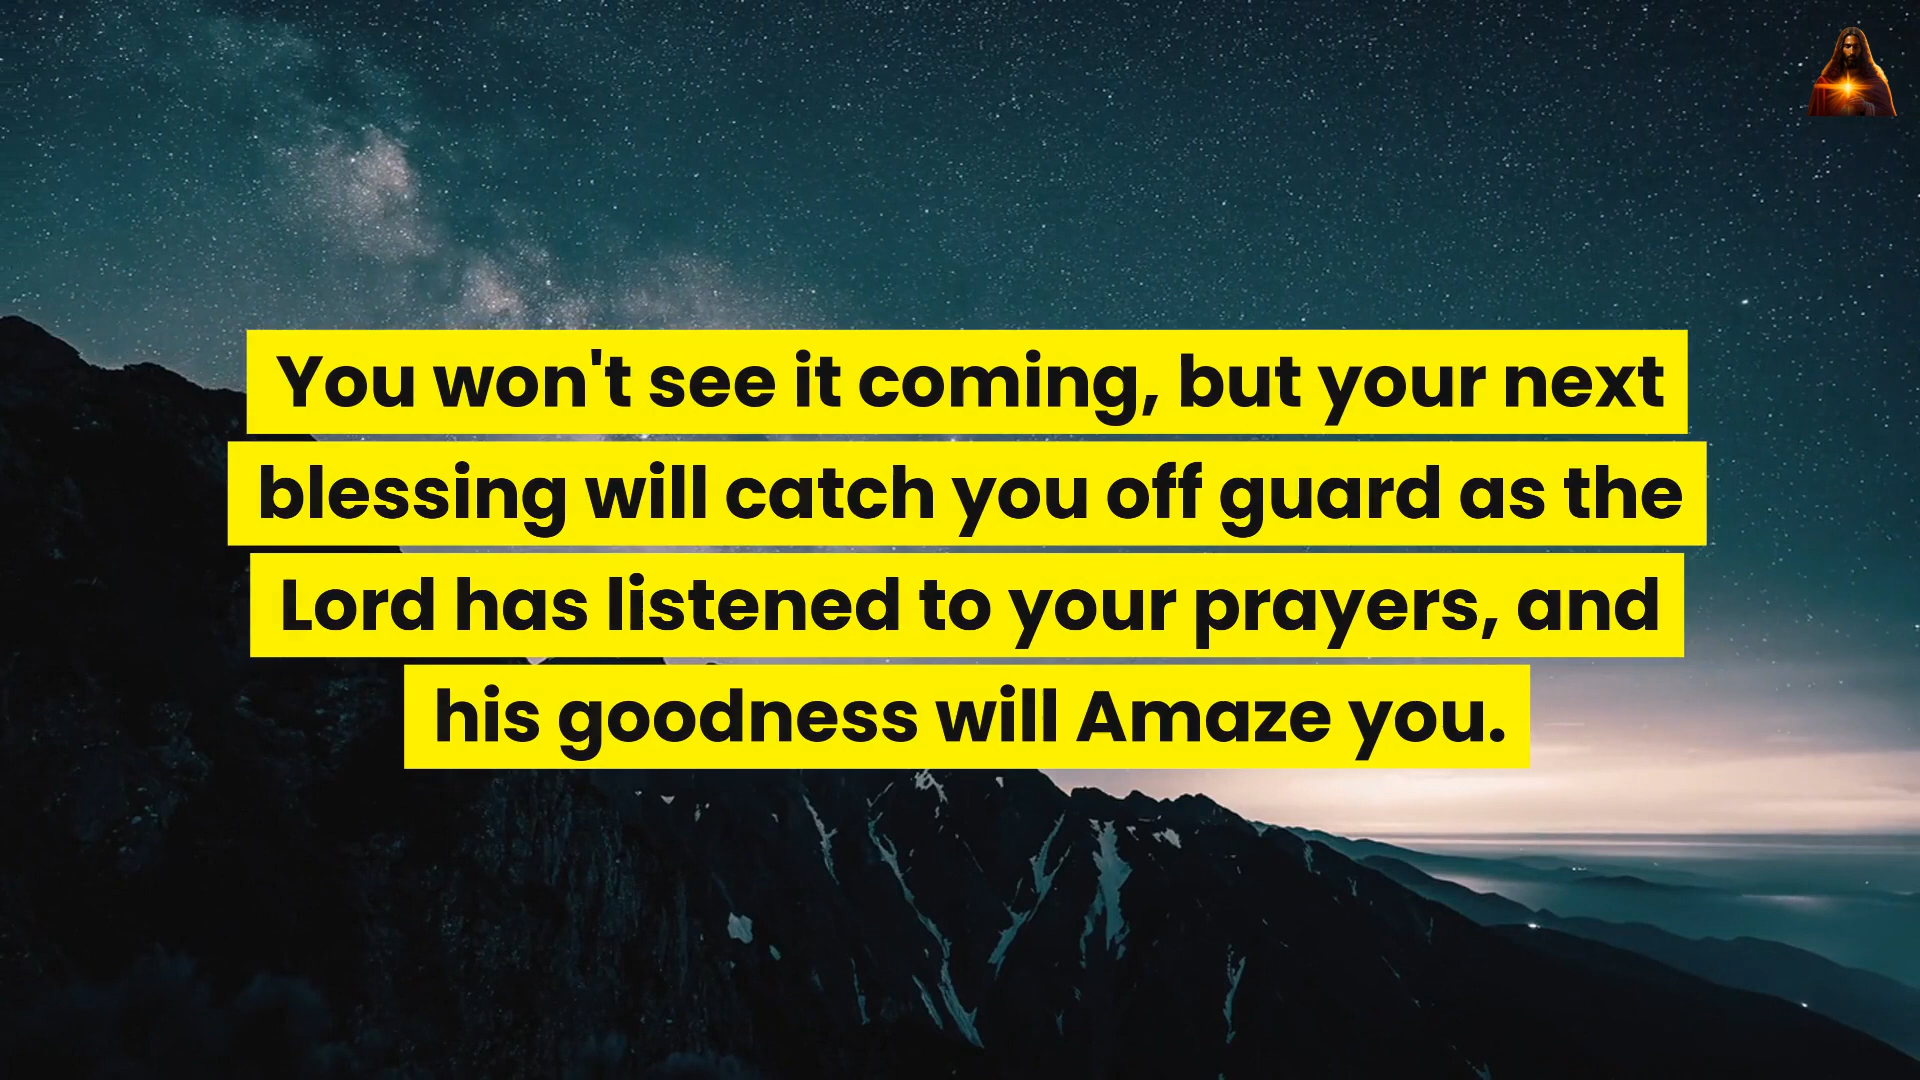 You won't see it coming, but your next
blessing will catch you off guard as the
Lord has listened to your prayers, and
his goodness will Amaze you.